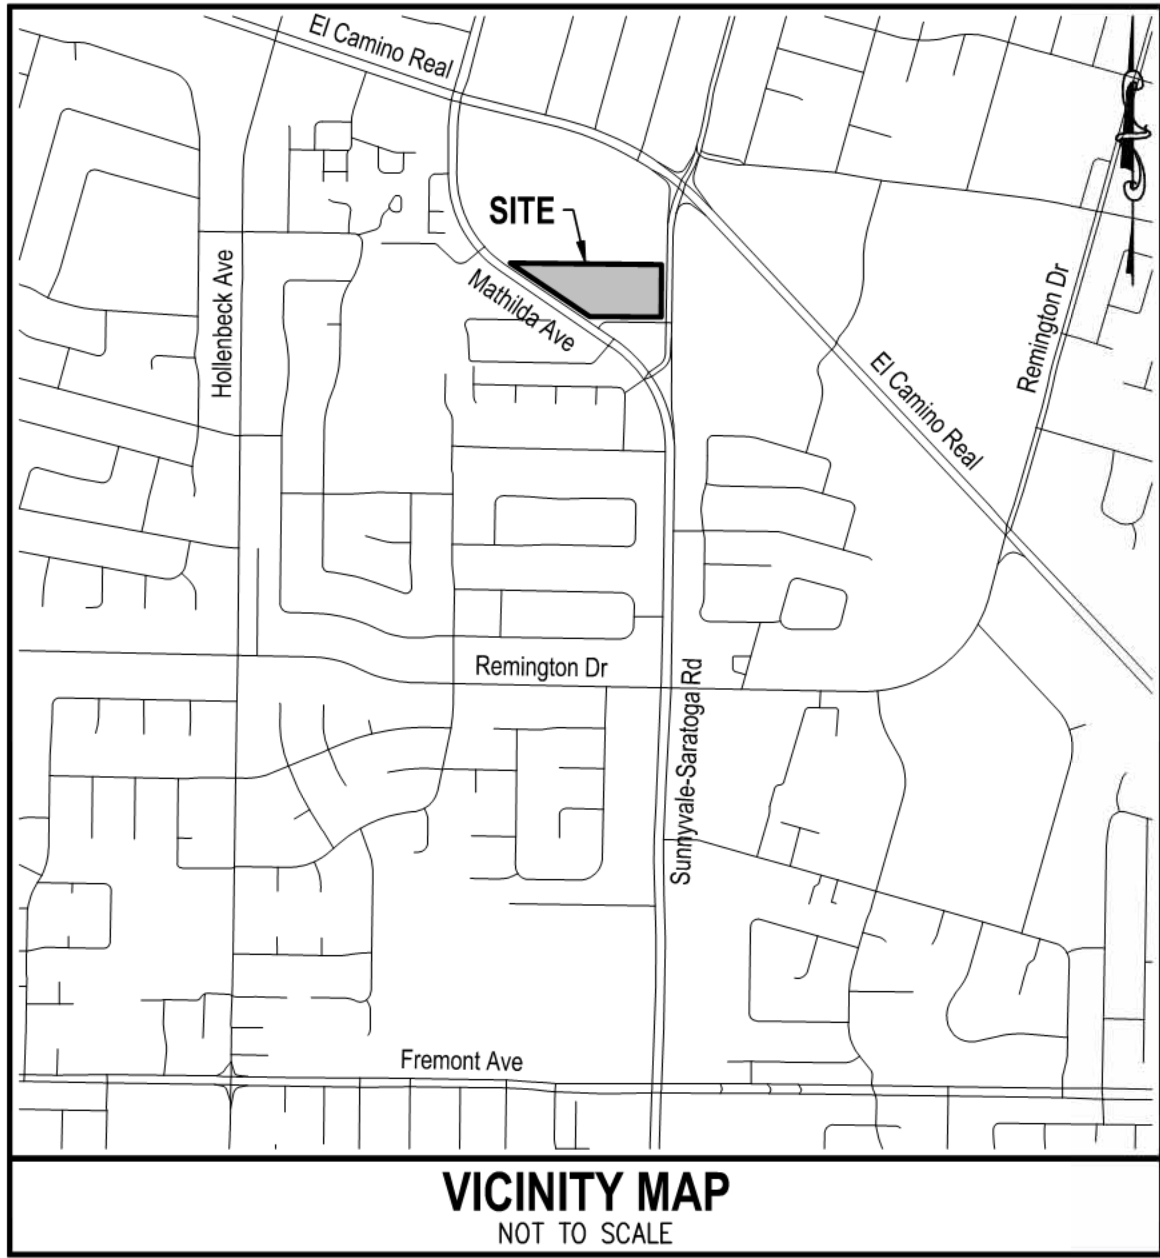 El Camino Real
SITE
Mathilda Ave
Hollenbeck Ave
Remington Dr
El Camino Real
Remington Dr
Sunnyvale-Saratoga Rd
Fremont Ave
VICINITY MAP
NOT TO SCALE